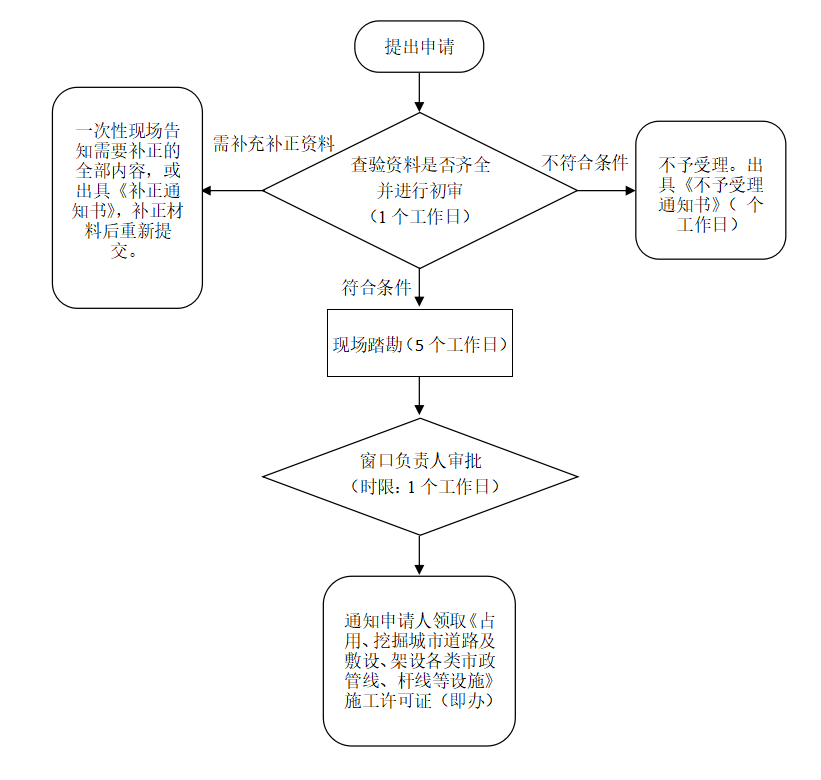 提出申请
一次性现场告
知需要补正的
全部内容，或
出具《补正通
知书》，补正材
料后重新提
交。
需补充补正资料
查验资料是否齐全
并进行初审
（1 个工作日）
不符合条件
不予受理。出
具《不予受理
通知书》（ 个
工作日）
符合条件
现场踏勘（5 个工作日）
窗口负责人审批
（时限：1 个工作日）
通知申请人领取《占
用、挖掘城市道路及
敷设、架设各类市政
管线、杆线等设施》
施工许可证（即办）